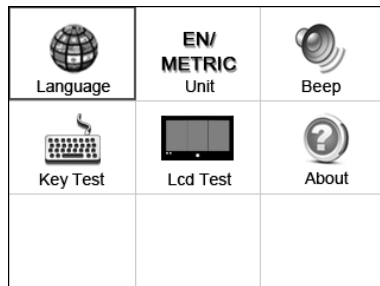 EN/
METRIC
Language
Unit
Beep
Key Test
Lcd Test
About